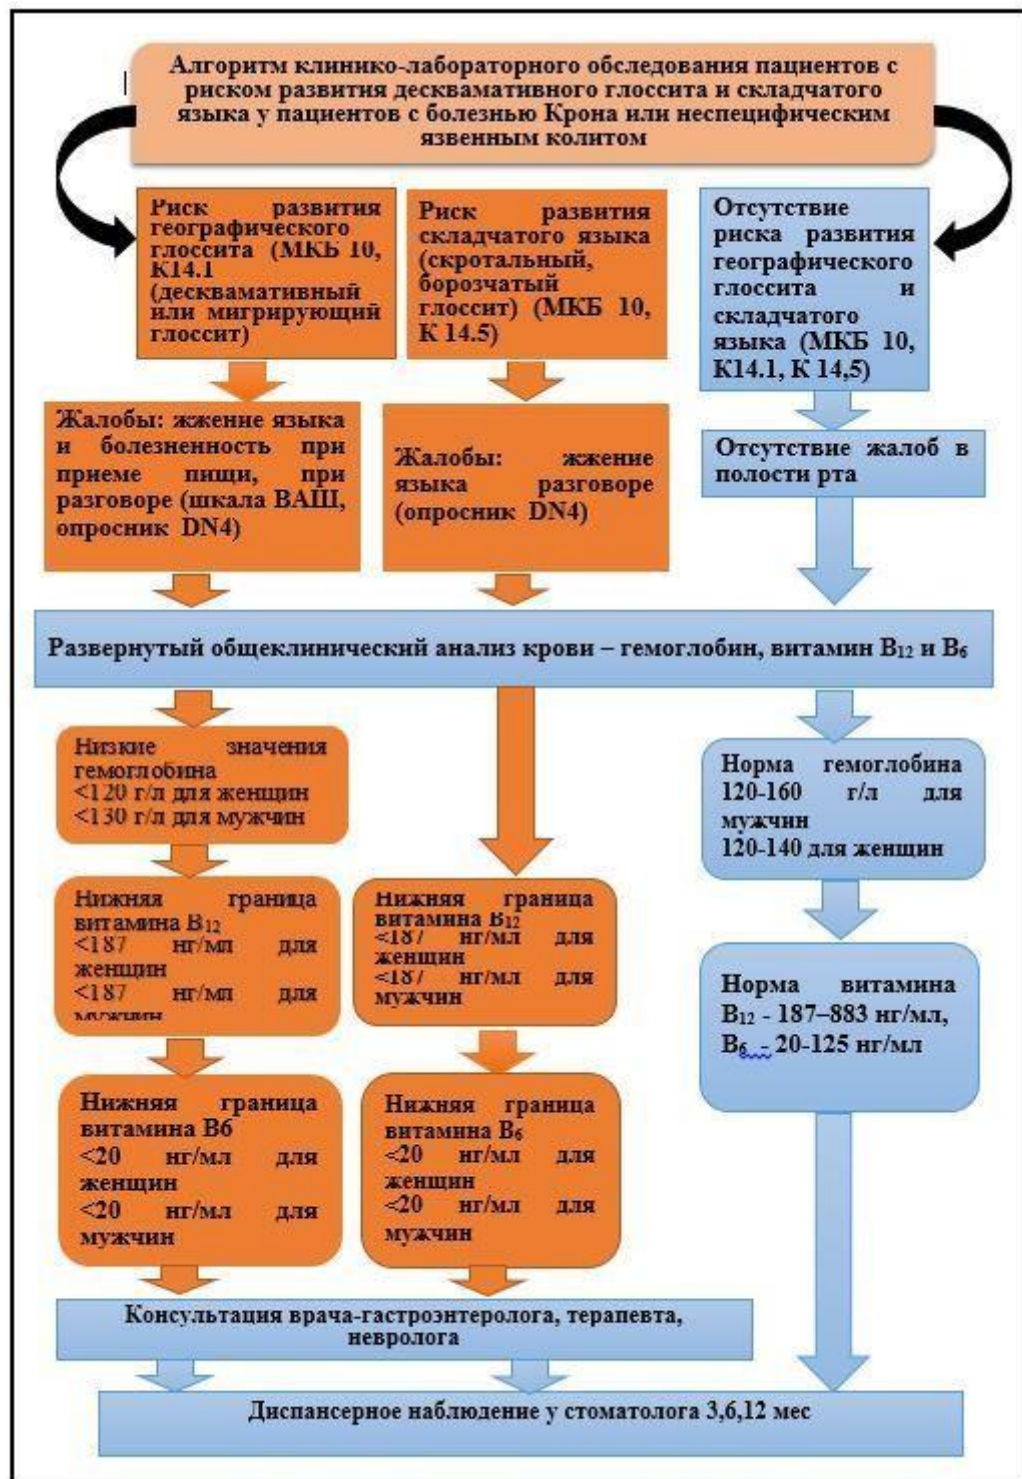 Алгоритм клинико-лабораторного обследования пациентов с
риском развития десквамативного глоссита и складчатого
языка у пациентов с болезнью Крона или неспецифическим
язвенным колитом
Риск развития
географического
глоссита (МКБ 10,
К14.1
(десквамативный
или мигрирующий
глоссит)
Риск развития
складчатого языка
(скротальный,
борозчатый
глоссит) (МКБ 10,
К 14.5)
Отсутствие
риска развития
географического
глоссита и
складчатого
языка (МКБ 10,
К14.1, К 14,5)
Жалобы: жжение языка
и болезненность при
приеме пищи, при
разговоре (шкала ВАШ,
опросник DN4)
Жалобы: жжение
языка разговоре
(опросник DN4)
Отсутствие жалоб в
полости рта
Развернутый общеклинический анализ крови – гемоглобин, витамин В12 и В6
Низкие значения
гемоглобина
<120 г/л для женщин
<130 г/л для мужчин
Норма гемоглобина
120-160 г/л для
мужчин
120-140 для женщин
Нижняя граница
витамина В12
<187 нг/мл для
женщин
<187 нг/мл для
мужчин
Нижняя граница
витамина В12
<187 нг/мл для
женщин
<187 нг/мл для
мужчин
Норма витамина
В12 - 187–883 нг/мл,
В6 - 20-125 нг/мл
Нижняя граница
витамина В6
<20 нг/мл для
женщин
<20 нг/мл для
мужчин
Нижняя граница
витамина В6
<20 нг/мл для
женщин
<20 нг/мл для
мужчин
Консультация врача-гастроэнтеролога, терапевта,
невролога
Диспансерное наблюдение у стоматолога 3,6,12 мес